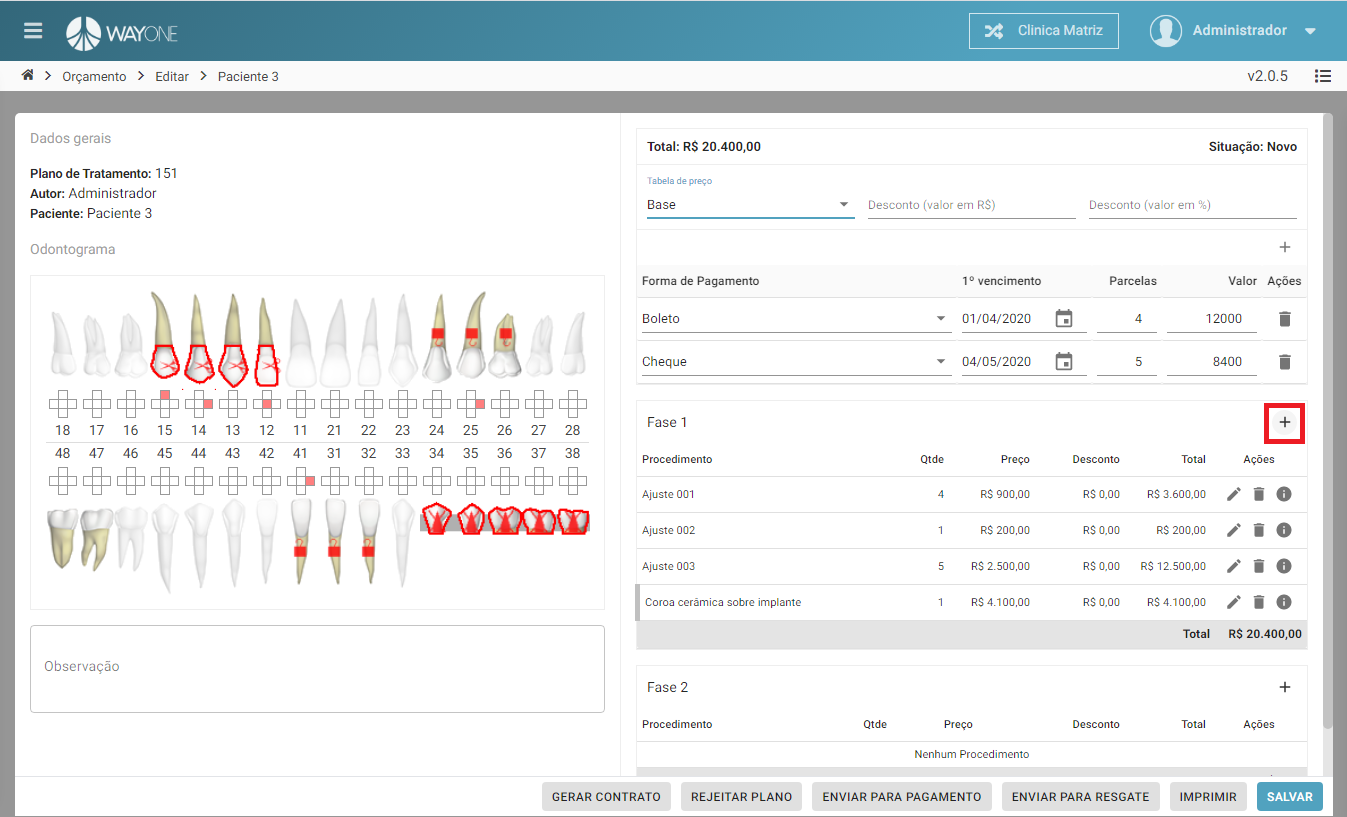 WAYONE
Clinica Matriz
Administrador
Orçamento > Editar > Paciente 3
v2.0.5
Dados gerais
Plano de Tratamento: 151
Autor: Administrador
Paciente: Paciente 3
Odontograma
18 17 16 15 14 13 12 11 21 22 23 24 25 26 27 28
48 47 46 45 44 43 42 41 31 32 33 34 35 36 37 38
Observação
Total: R$ 20.400,00 Situação: Novo
Tabela de preço
Base Desconto (valor em R$) Desconto (valor em %)
+
Forma de Pagamento 1º vencimento Parcelas Valor Ações
Boleto 01/04/2020 4 12000
Cheque 04/05/2020 5 8400
Fase 1 +
Procedimento Qtde Preço Desconto Total Ações
Ajuste 001 4 R$ 900,00 R$ 0,00 R$ 3.600,00
Ajuste 002 1 R$ 200,00 R$ 0,00 R$ 200,00
Ajuste 003 5 R$ 2.500,00 R$ 0,00 R$ 12.500,00
Coroa cerâmica sobre implante 1 R$ 4.100,00 R$ 0,00 R$ 4.100,00
Total R$ 20.400,00
Fase 2 +
Procedimento Qtde Preço Desconto Total Ações
Nenhum Procedimento
GERAR CONTRATO REJEITAR PLANO ENVIAR PARA PAGAMENTO ENVIAR PARA RESGATE IMPRIMIR SALVAR